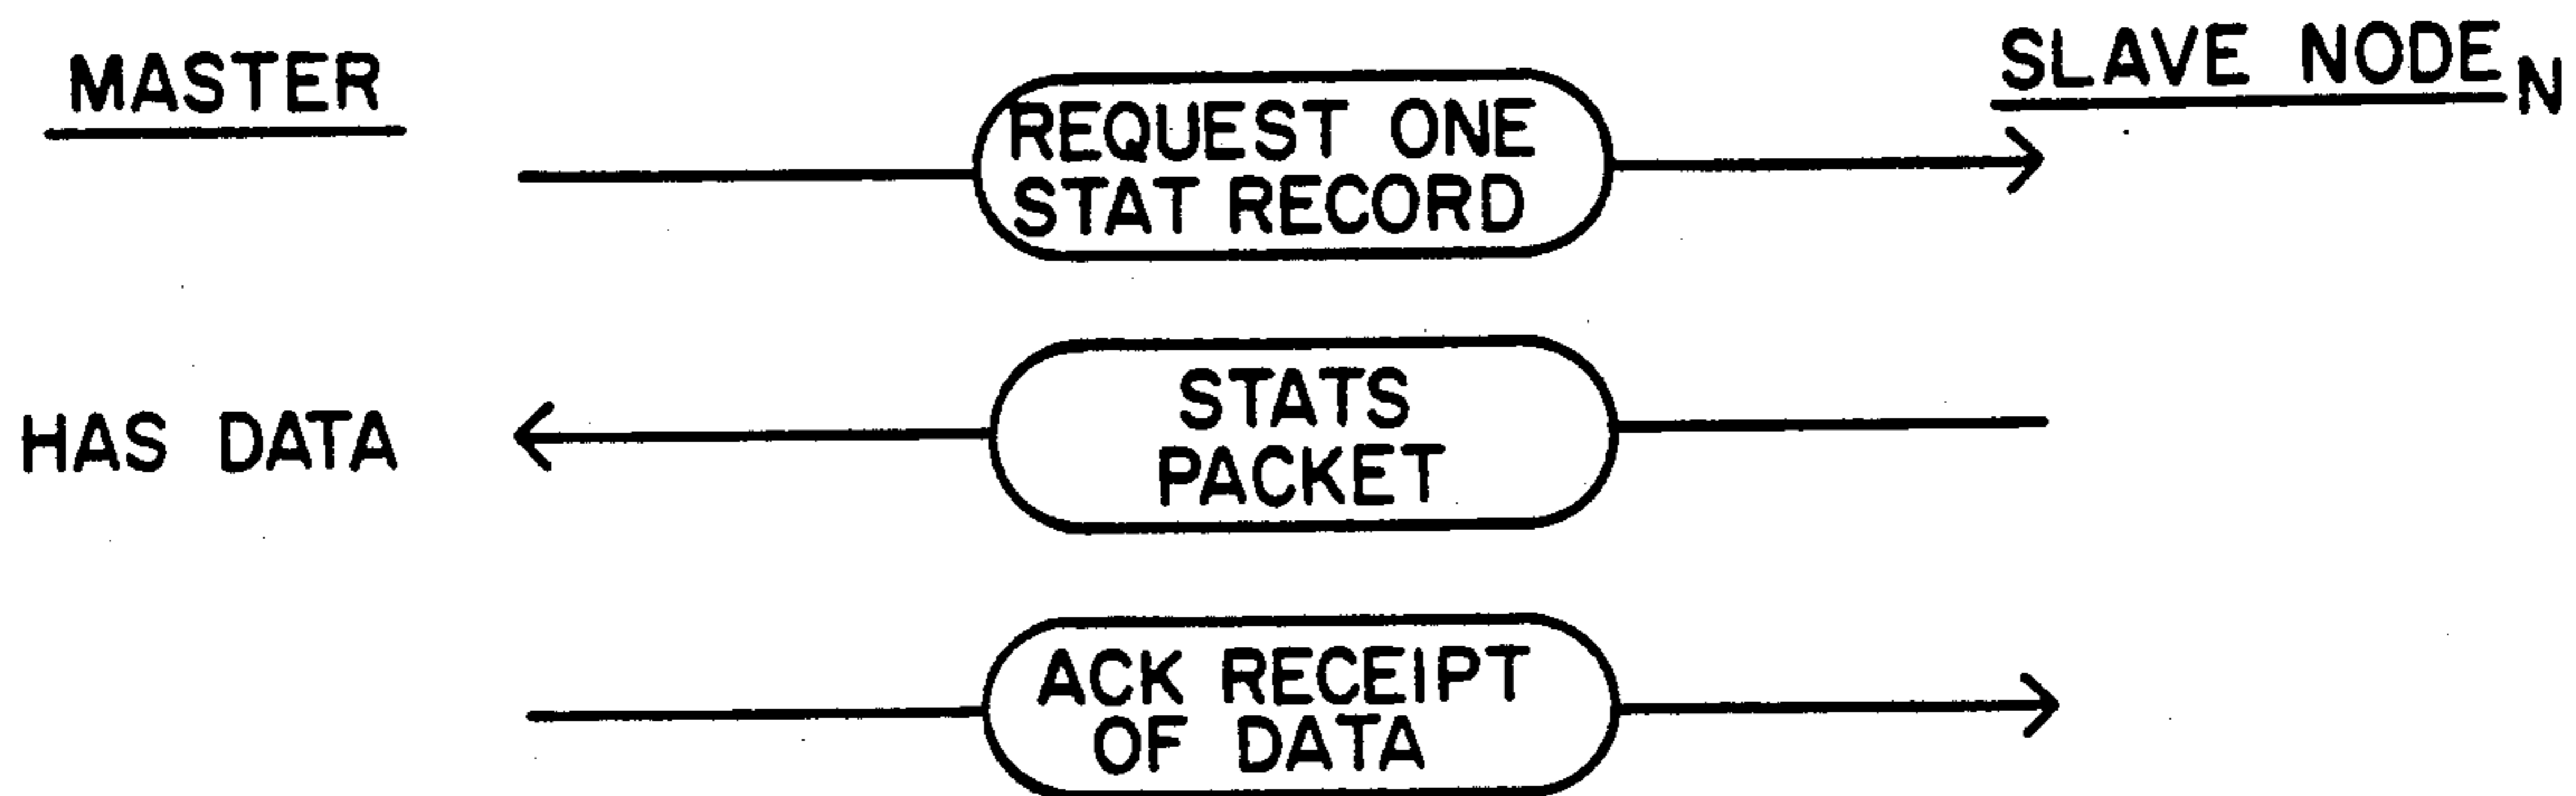 MASTER
SLAVE NODE N
REQUEST ONE
STAT RECORD
HAS DATA
STATS
PACKET
ACK RECEIPT
OF DATA